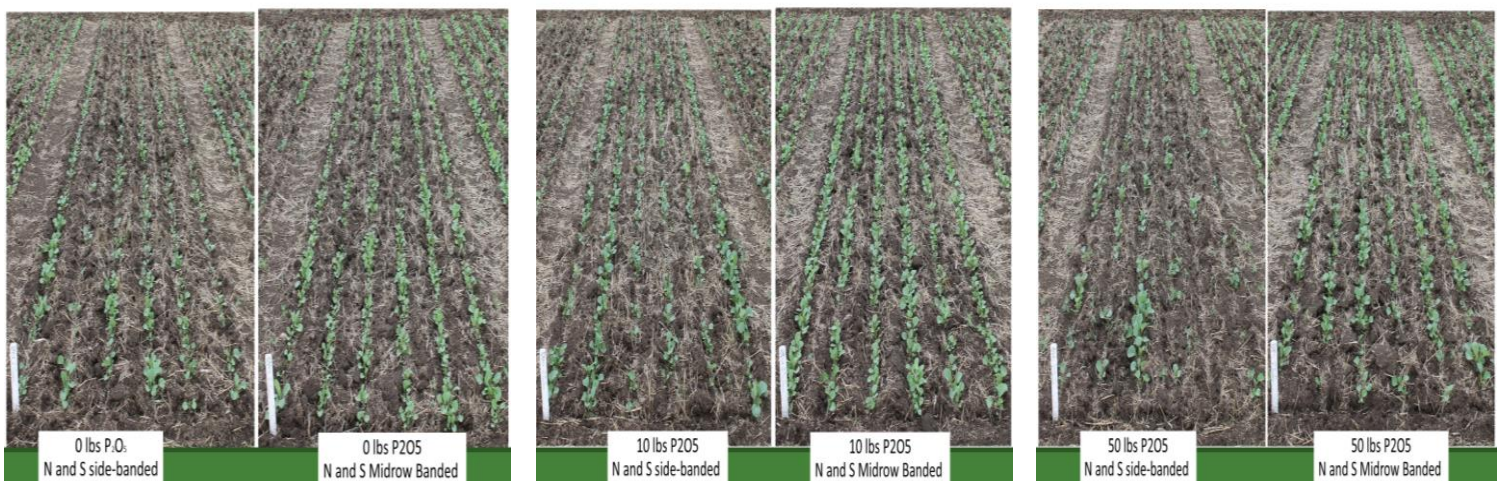 0 lbs P₂O₅
N and S side-banded
0 lbs P2O5
N and S Midrow Banded
10 lbs P2O5
N and S side-banded
10 lbs P2O5
N and S Midrow Banded
50 lbs P2O5
N and S side-banded
50 lbs P2O5
N and S Midrow Banded